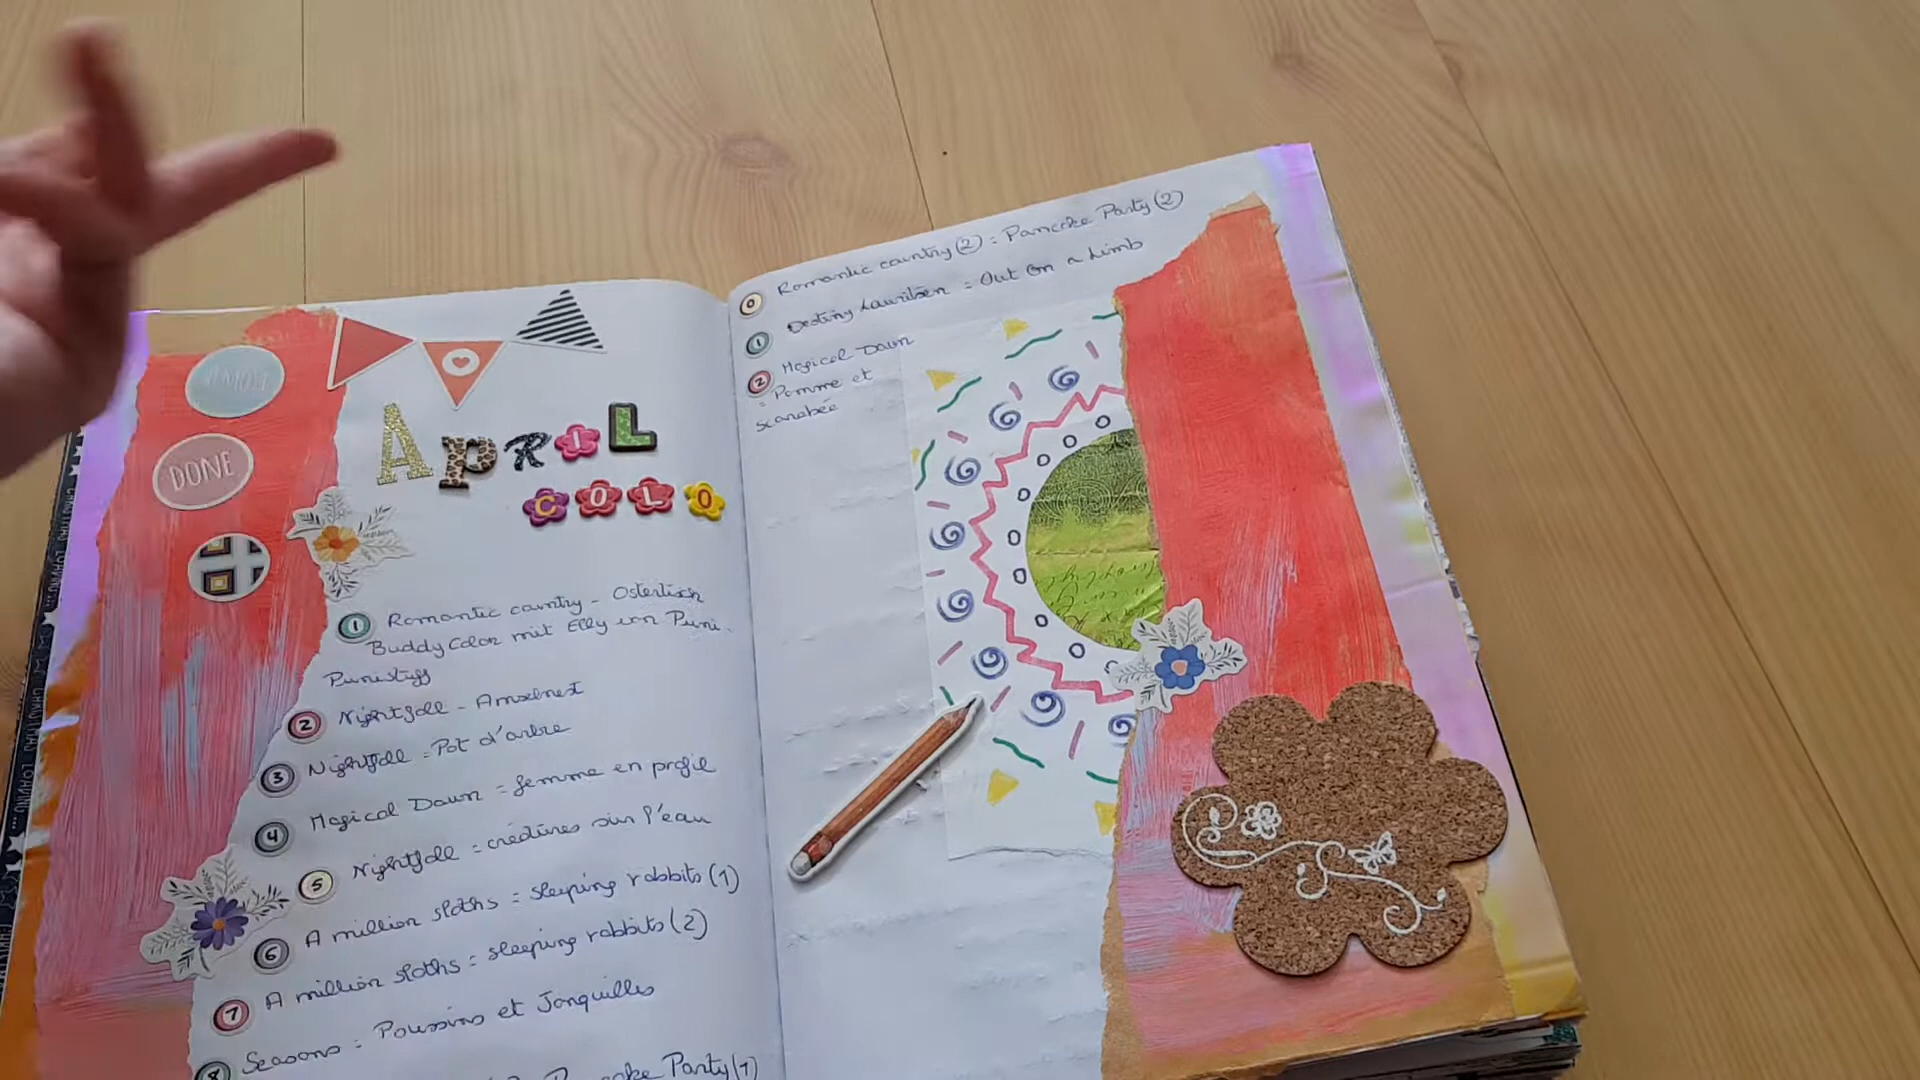 DONE
APRIL
COLO
1 Romantic country - Ostertisch
Buddy Color mit Elly von Puni-
Punistuff
2 Nightfall - Amselnest
3 Nightfall = Pot d'arbre
4 Magical Dawn = femme en profil
5 Nightfall = créatures sur l'eau
6 A million sloths = sleeping rabbits (1)
7 A million sloths = sleeping rabbits (2)
8 Seasons = Poussins et Jonquilles
Pancake Party (1)
0 Romantic country (2) = Pancake Party (2)
1 Destiny Lauritsen = Out On a Limb
2 Magical Dawn
= Pomme et
scarabée